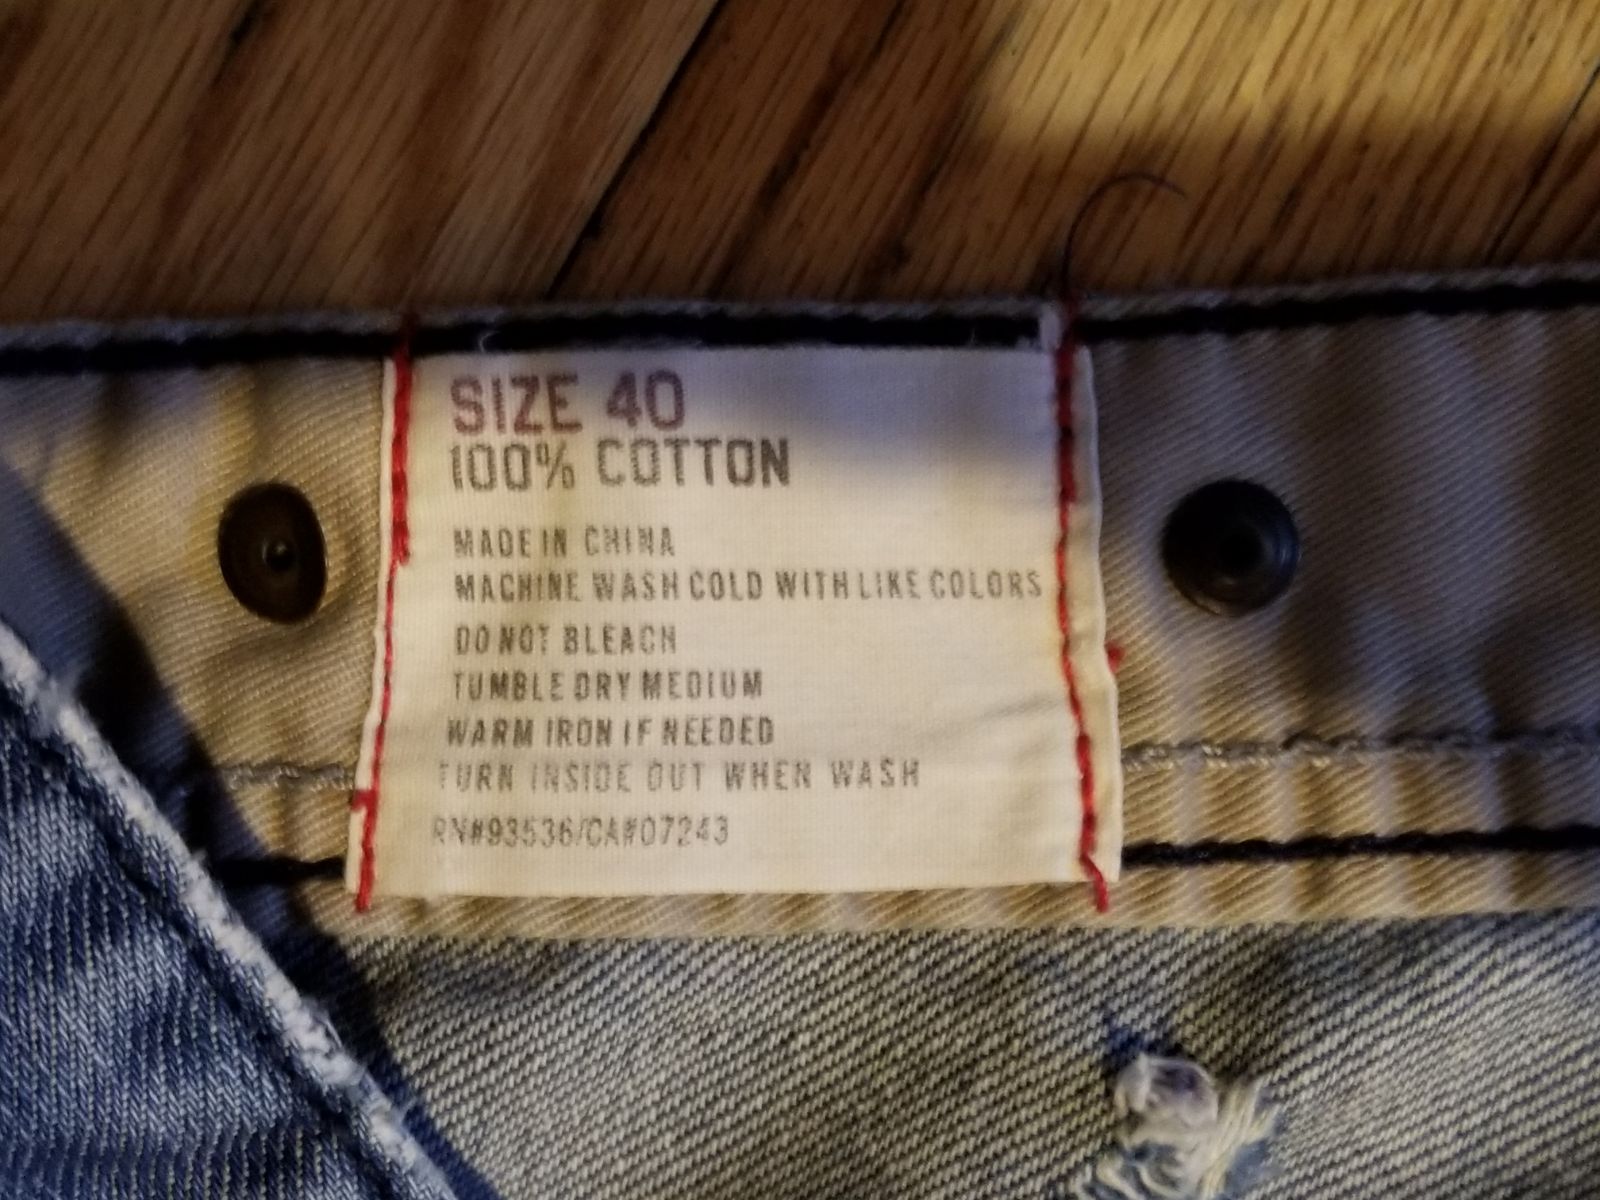 SIZE 40
100% COTTON
MADE IN CHINA
MACHINE WASH COLD WITH LIKE COLORS
DO NOT BLEACH
TUMBLE DRY MEDIUM
WARM IRON IF NEEDED
TURN INSIDE OUT WHEN WASH
RN#93536/CA#07243